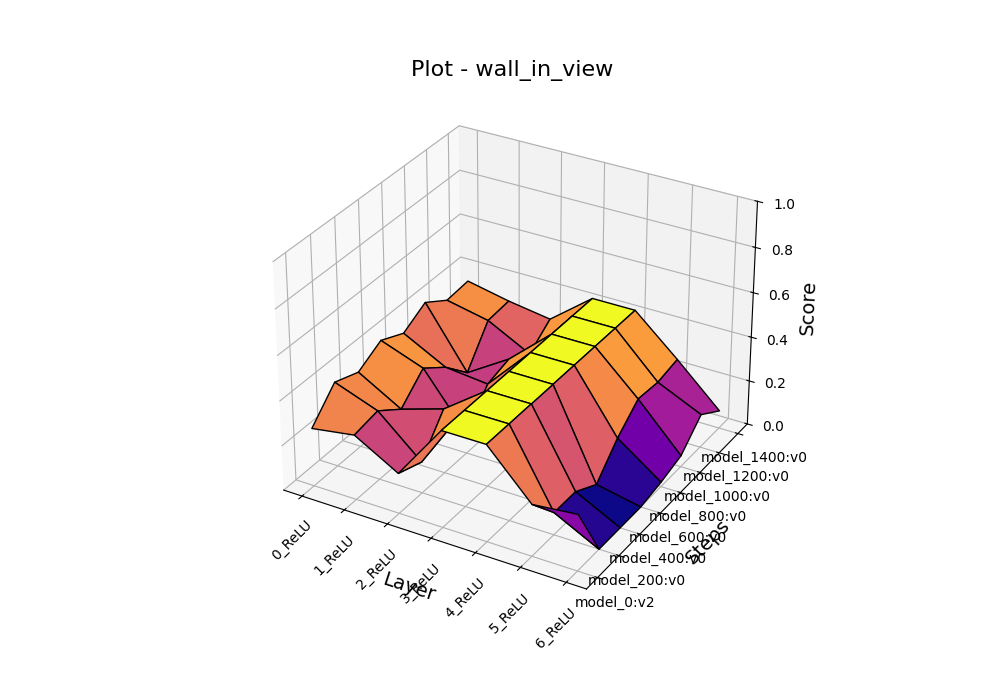 Plot - wall_in_view
1.0
0.8
0.6
0.4
0.2
0.0
Score
model_1400:v0
model_1200:v0
model_1000:v0
model_800:v0
model_600:v0
model_400:v0
model_200:v0
model_0:v2
steps
0_ReLU
1_ReLU
2_ReLU
3_ReLU
4_ReLU
5_ReLU
6_ReLU
Layer